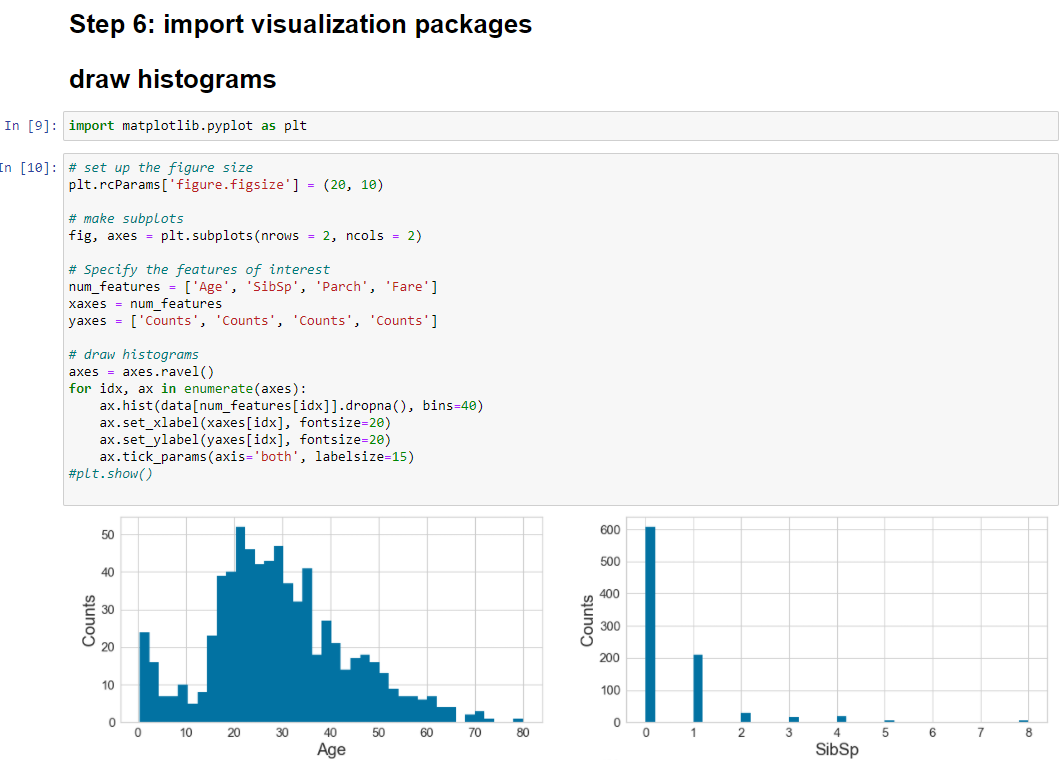 Step 6: import visualization packages
draw histograms
In [9]: import matplotlib.pyplot as plt
In [10]: # set up the figure size
plt.rcParams['figure.figsize'] = (20, 10)
# make subplots
fig, axes = plt.subplots(nrows = 2, ncols = 2)
# Specify the features of interest
num_features = ['Age', 'SibSp', 'Parch', 'Fare']
xaxes = num_features
yaxes = ['Counts', 'Counts', 'Counts', 'Counts']
# draw histograms
axes = axes.ravel()
for idx, ax in enumerate(axes):
    ax.hist(data[num_features[idx]].dropna(), bins=40)
    ax.set_xlabel(xaxes[idx], fontsize=20)
    ax.set_ylabel(yaxes[idx], fontsize=20)
    ax.tick_params(axis='both', labelsize=15)
#plt.show()
50
40
30
20
10
0
Counts
0 10 20 30 40 50 60 70 80
Age
600
500
400
300
200
100
0
Counts
0 1 2 3 4 5 6 7 8
SibSp